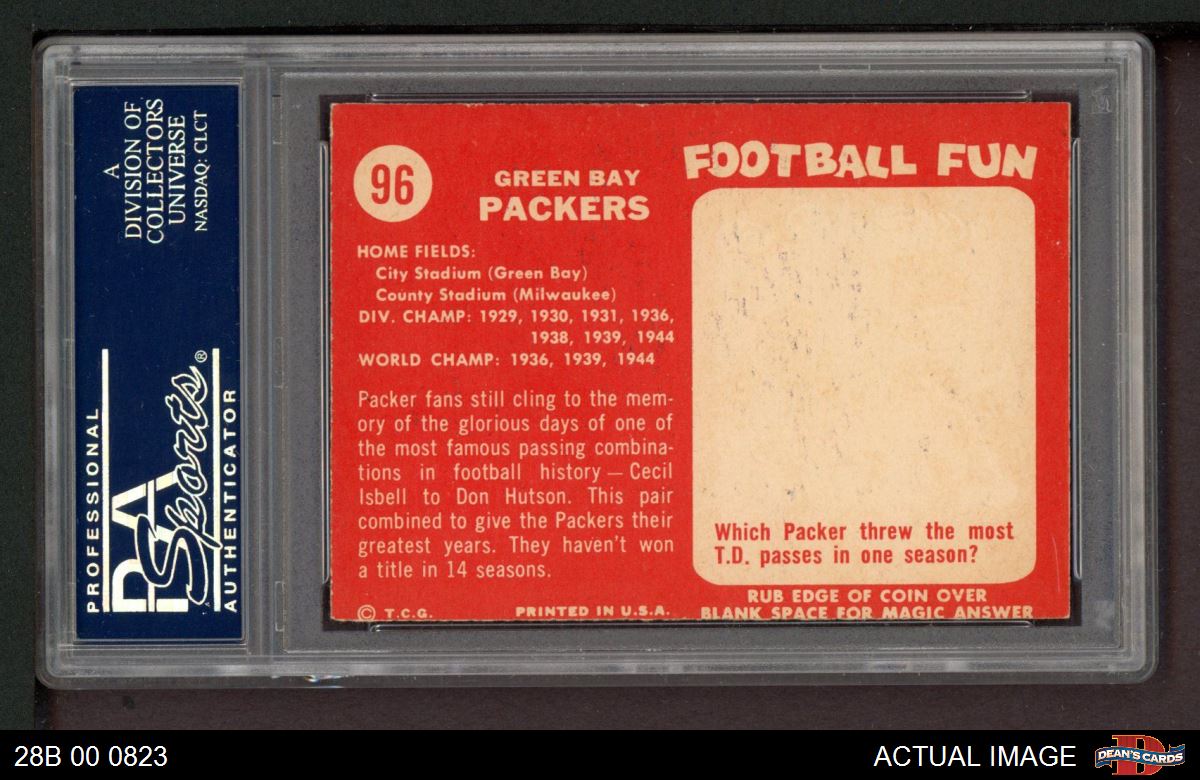 A
DIVISION OF
COLLECTORS
UNIVERSE
NASDAQ: CLCT
PROFESSIONAL
PSA
Sports®
AUTHENTICATOR
96
GREEN BAY
PACKERS
HOME FIELDS:
City Stadium (Green Bay)
County Stadium (Milwaukee)
DIV. CHAMP: 1929, 1930, 1931, 1936,
1938, 1939, 1944
WORLD CHAMP: 1936, 1939, 1944
Packer fans still cling to the mem-
ory of the glorious days of one of
the most famous passing combina-
tions in football history — Cecil
Isbell to Don Hutson. This pair
combined to give the Packers their
greatest years. They haven't won
a title in 14 seasons.
© T.C.G.
PRINTED IN U.S.A.
FOOTBALL FUN
Which Packer threw the most
T.D. passes in one season?
RUB EDGE OF COIN OVER
BLANK SPACE FOR MAGIC ANSWER
28B 00 0823
ACTUAL IMAGE
DEAN'S CARDS